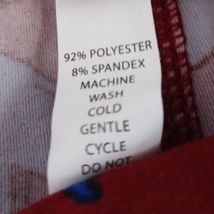 92% POLYESTER
8% SPANDEX
MACHINE
WASH
COLD
GENTLE
CYCLE
DO NOT